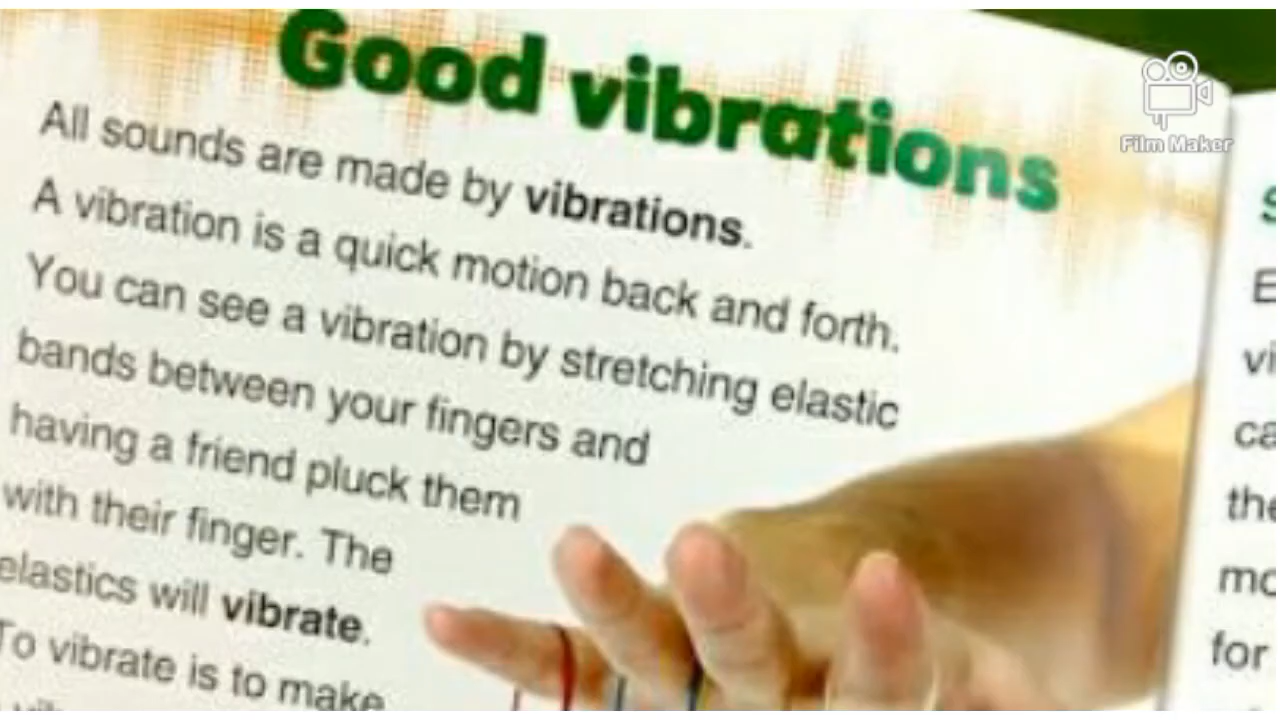 Good vibrations
All sounds are made by vibrations.
A vibration is a quick motion back and forth.
You can see a vibration by stretching elastic
bands between your fingers and
having a friend pluck them
with their finger. The
elastics will vibrate.
To vibrate is to make
Film Maker
for